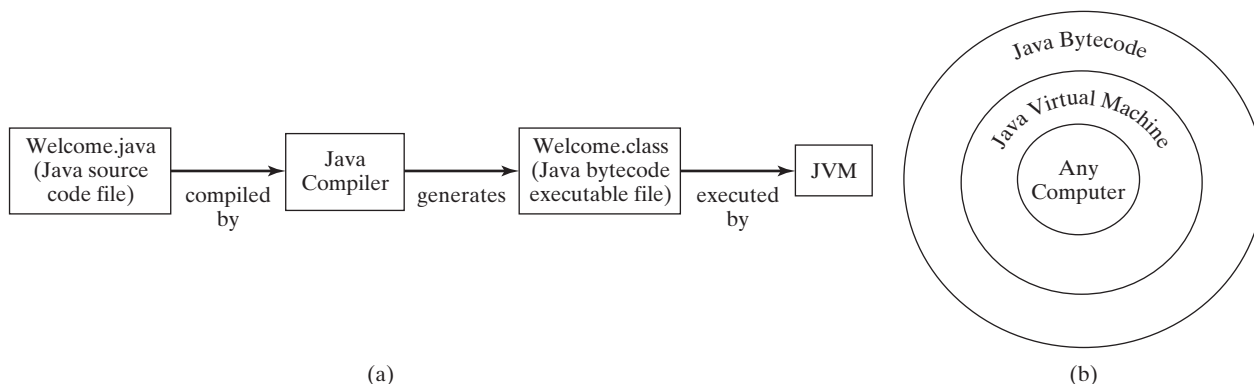 Welcome.java
(Java source
code file)
compiled
by
Java
Compiler
generates
Welcome.class
(Java bytecode
executable file)
executed
by
JVM
(a)
Java Bytecode
Java Virtual Machine
Any
Computer
(b)